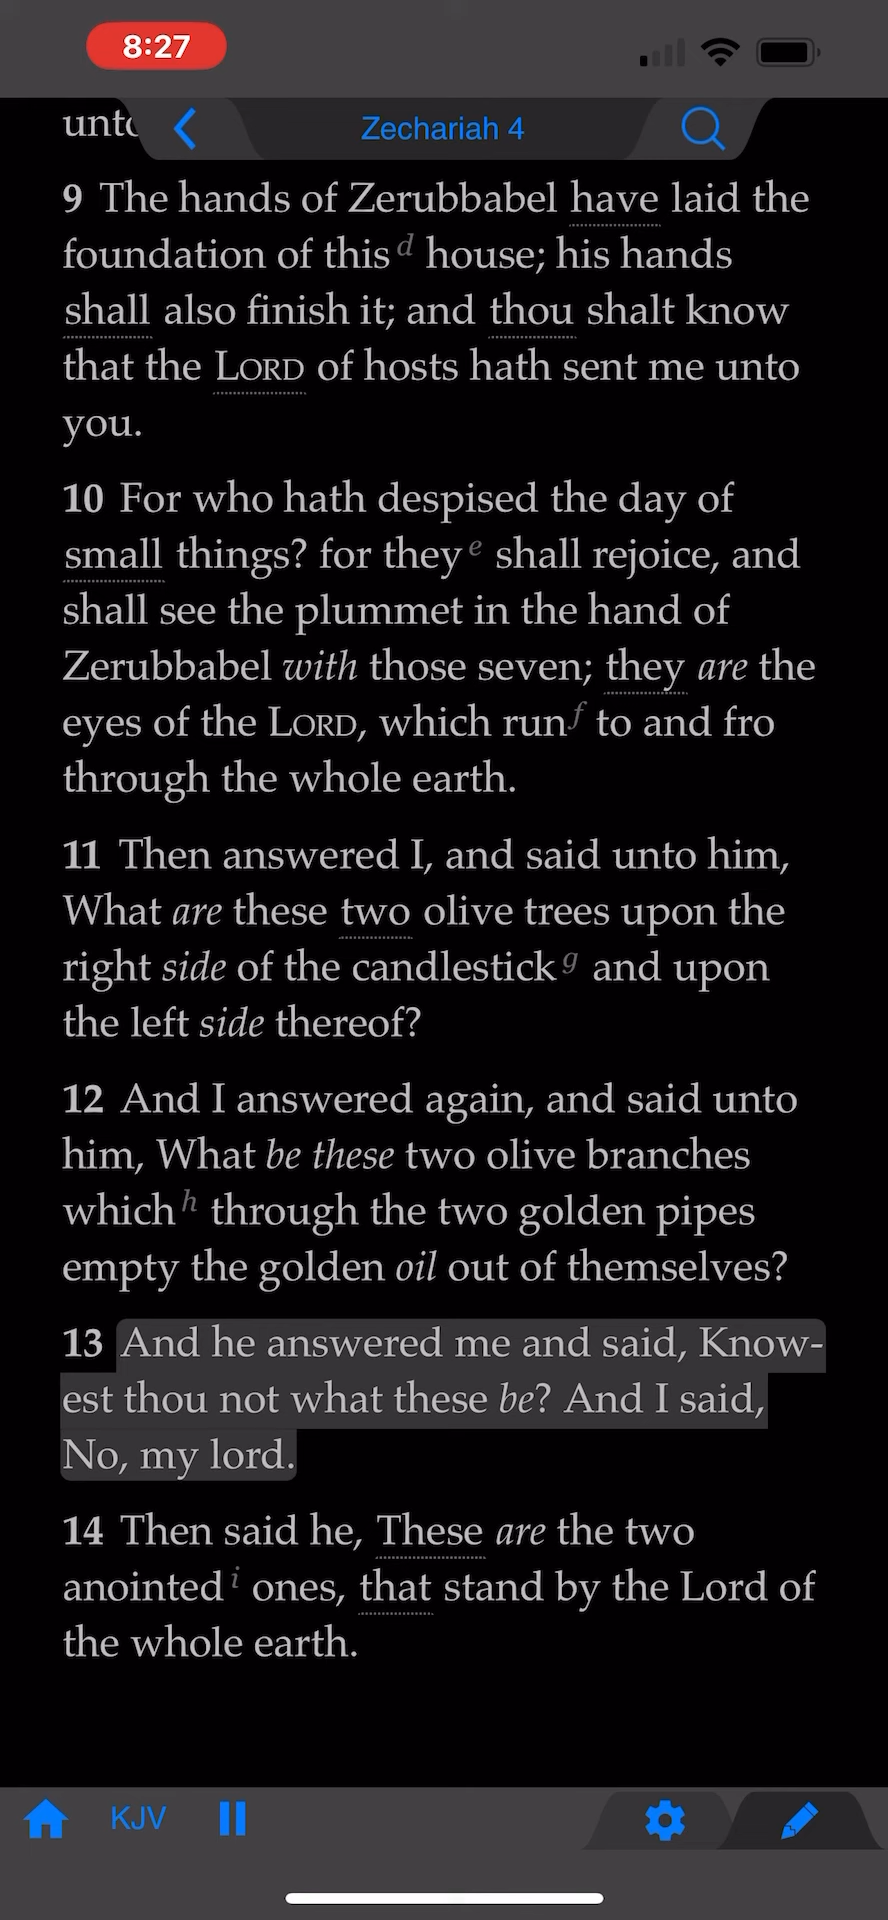 8:27
unto
Zechariah 4
9 The hands of Zerubbabel have laid the
foundation of this d house; his hands
shall also finish it; and thou shalt know
that the LORD of hosts hath sent me unto
you.
10 For who hath despised the day of
small things? for they e shall rejoice, and
shall see the plummet in the hand of
Zerubbabel with those seven; they are the
eyes of the LORD, which run f to and fro
through the whole earth.
11 Then answered I, and said unto him,
What are these two olive trees upon the
right side of the candlestick g and upon
the left side thereof?
12 And I answered again, and said unto
him, What be these two olive branches
which h through the two golden pipes
empty the golden oil out of themselves?
13 And he answered me and said, Know-
est thou not what these be? And I said,
No, my lord.
14 Then said he, These are the two
anointed i ones, that stand by the Lord of
the whole earth.
KJV